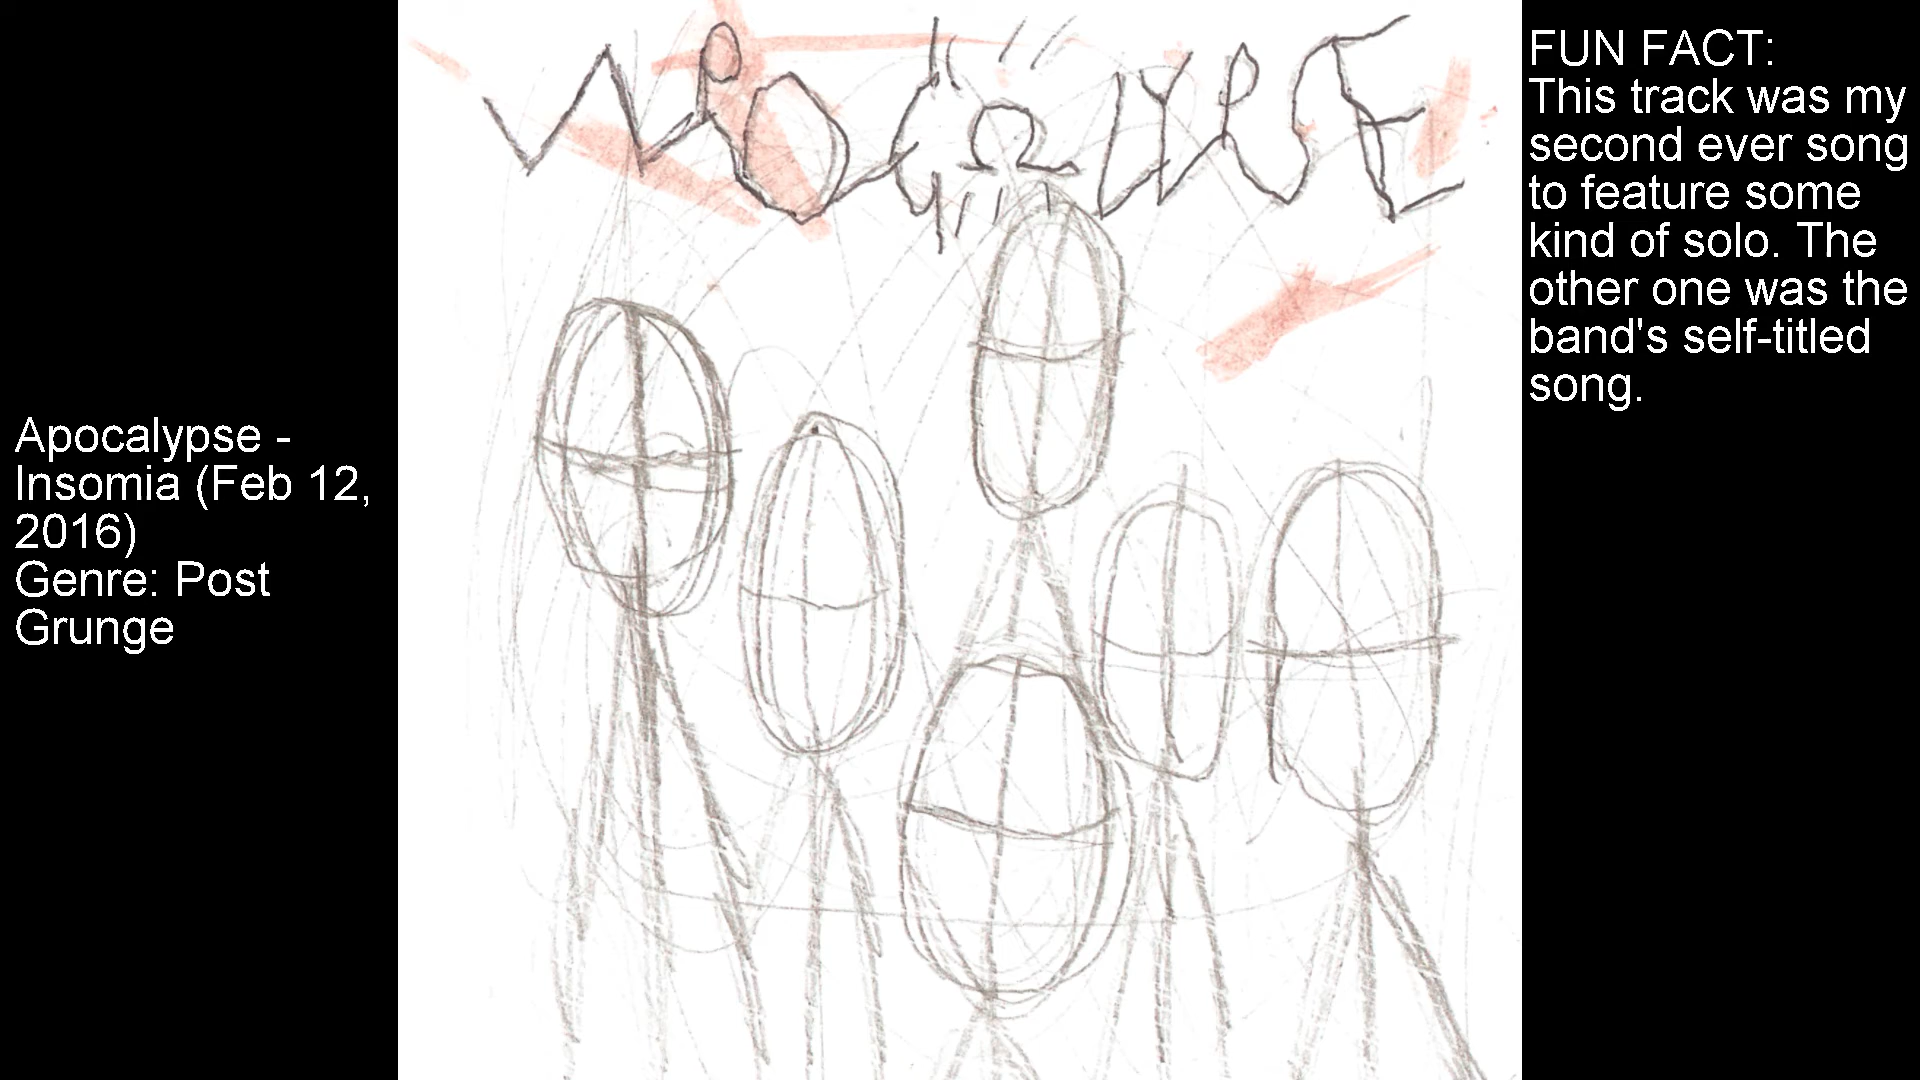 APOCALYPSE
Apocalypse -
Insomia (Feb 12,
2016)
Genre: Post
Grunge
FUN FACT:
This track was my
second ever song
to feature some
kind of solo. The
other one was the
band's self-titled
song.